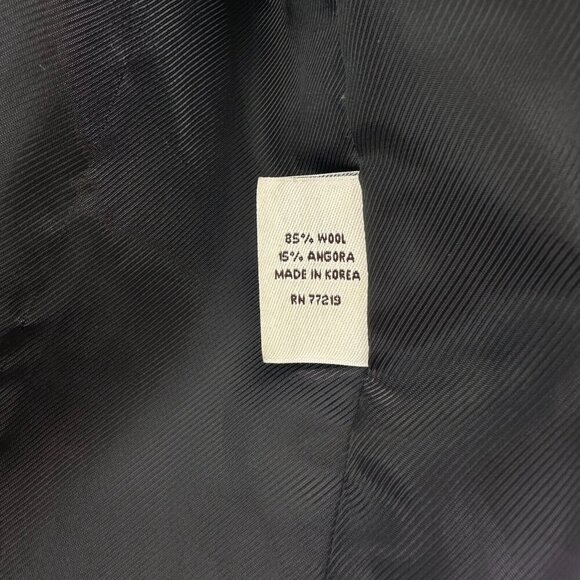 85% WOOL
15% ANGORA
MADE IN KOREA
RN 77219